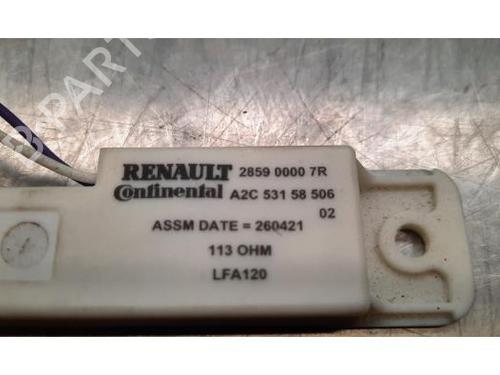 RENAULT 2859 0000 7R
Continental A2C 531 58 506
02
ASSM DATE = 260421
113 OHM
LFA120